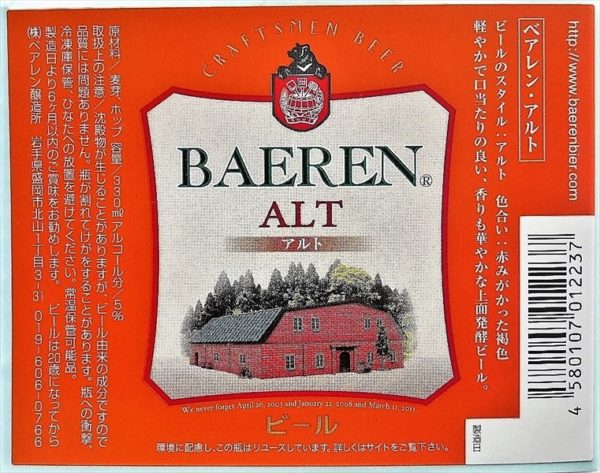 CRAFTSMEN BEER
BAEREN®
ALT
アルト
We never forget April 26, 2003 and January 22, 2008 and March 11, 2011.
ビール
環境に配慮し、この瓶はリユースしています。詳しくはサイトをご覧下さい。
http://www.baerenbier.com
ベアレン・アルト
ビールのスタイル：アルト 色合い：赤みがかった褐色
軽やかで口当たりの良い、香りも華やかな上面発酵ビール。
4 580107 012237
製造日
原材料／麦芽、ホップ 容量／330㎖ アルコール分／5%
取扱上の注意／沈殿物が生じることがありますが、ビール由来の成分ですので
品質には問題ありません。瓶が割れてけがをすることがあります。瓶への衝撃、
冷凍庫保管、ひなたへの放置を避けてください。常温保管可能品。
製造日より6ヶ月以内のご賞味をお勧めします。 ビールは20歳になってから
㈱ベアレン醸造所 岩手県盛岡市北山1丁目3-31 019-606-0766